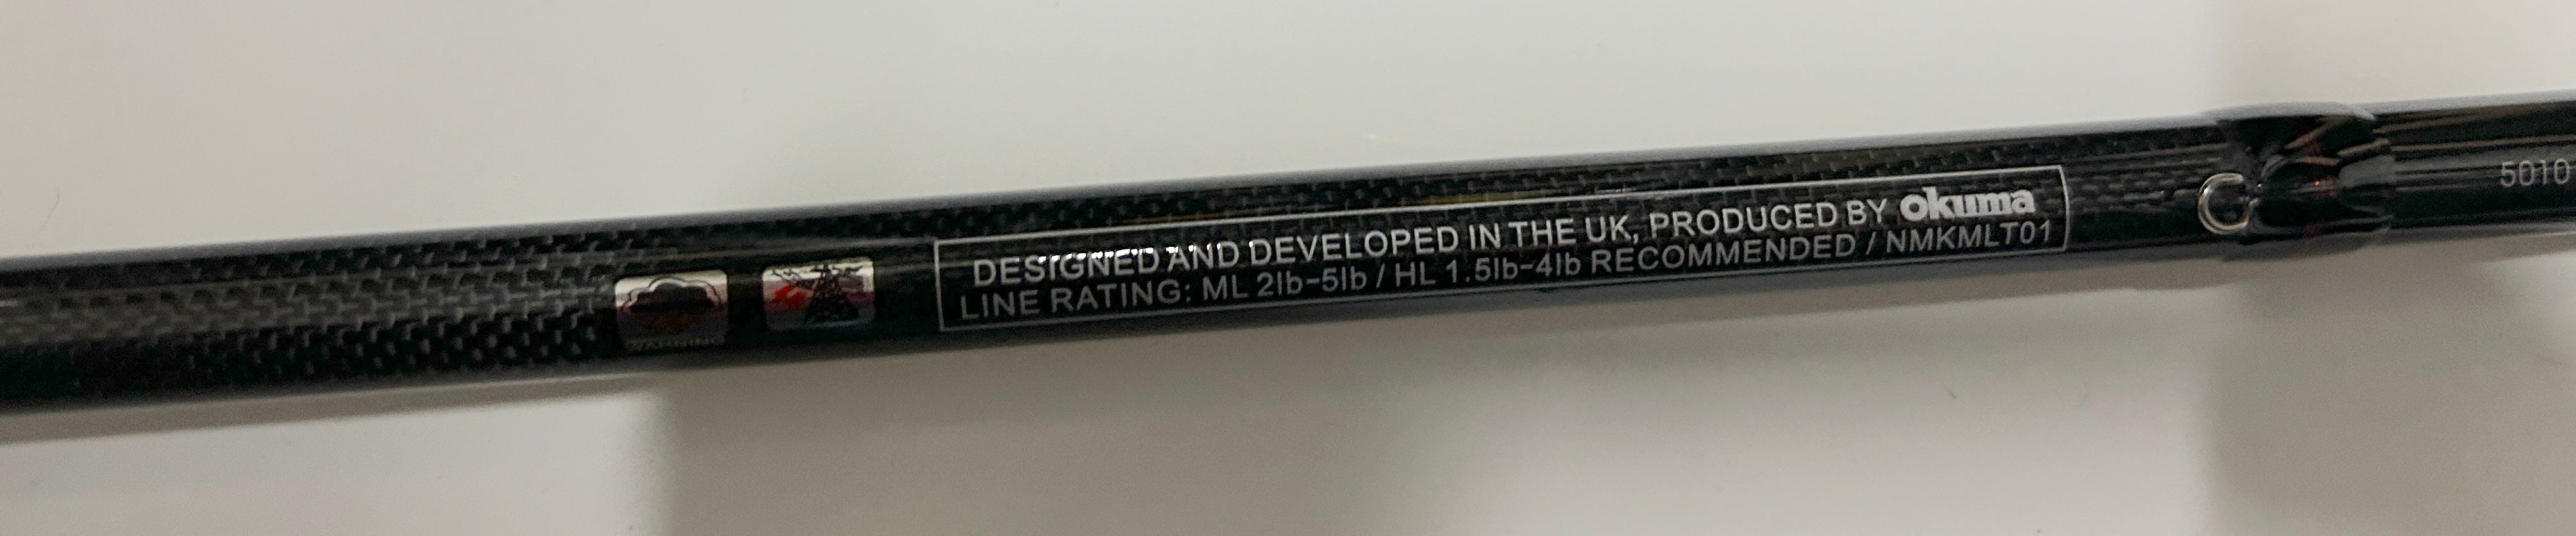 DESIGNED AND DEVELOPED IN THE UK, PRODUCED BY okuma
LINE RATING: ML 2lb-5lb / HL 1.5lb-4lb RECOMMENDED / NMKMLT01
WARNING
5010